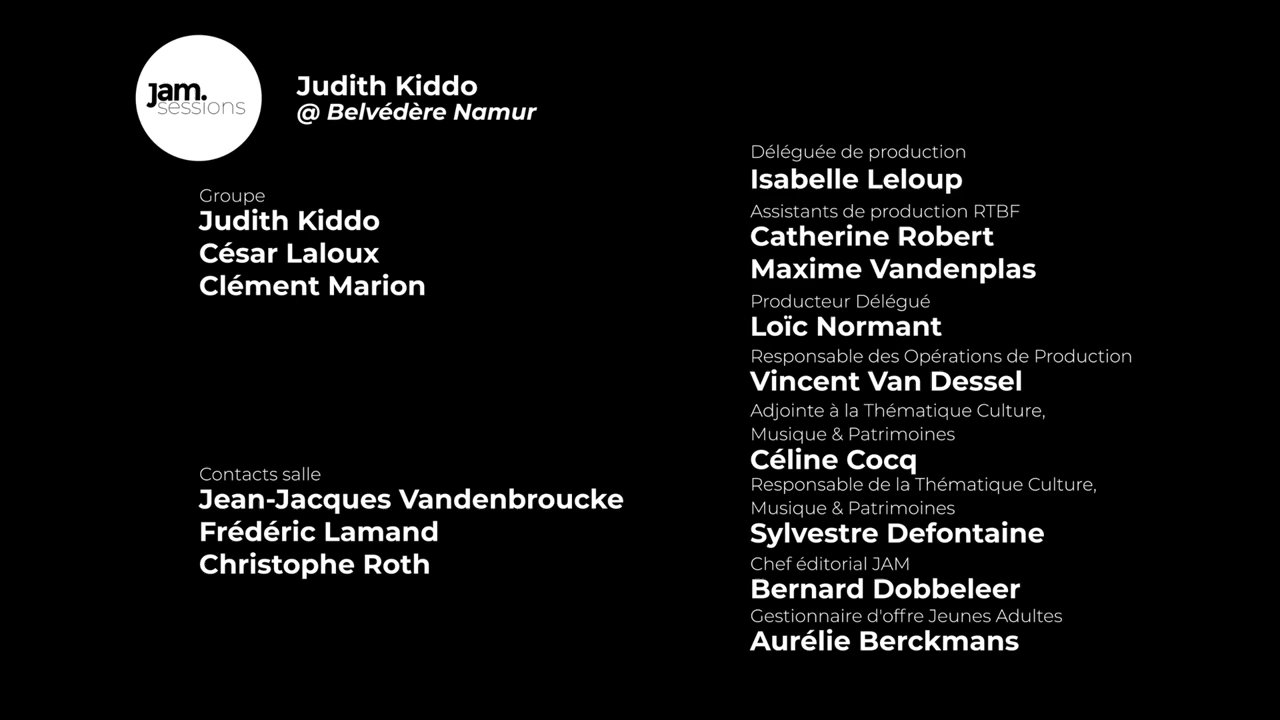 jam.
sessions
Judith Kiddo
@ Belvédère Namur
Groupe
Judith Kiddo
César Laloux
Clément Marion
Contacts salle
Jean-Jacques Vandenbroucke
Frédéric Lamand
Christophe Roth
Déléguée de production
Isabelle Leloup
Assistants de production RTBF
Catherine Robert
Maxime Vandenplas
Producteur Délégué
Loïc Normant
Responsable des Opérations de Production
Vincent Van Dessel
Adjointe à la Thématique Culture,
Musique & Patrimoines
Céline Cocq
Responsable de la Thématique Culture,
Musique & Patrimoines
Sylvestre Defontaine
Chef éditorial JAM
Bernard Dobbeleer
Gestionnaire d'offre Jeunes Adultes
Aurélie Berckmans